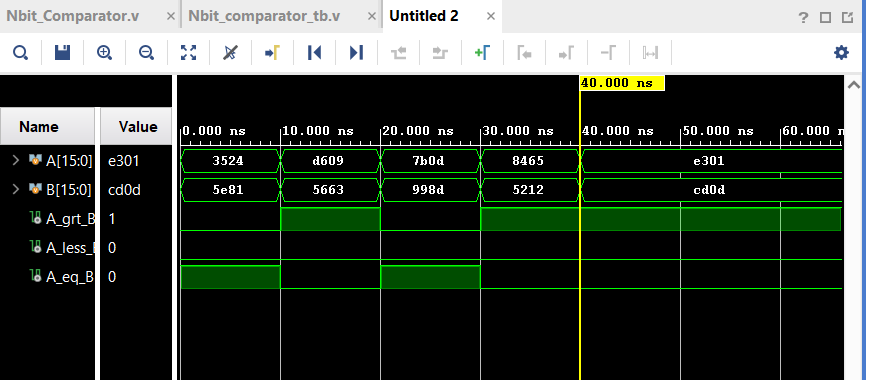 Nbit_Comparator.v × Nbit_comparator_tb.v × Untitled 2 ×
40.000 ns
Name Value 0.000 ns 10.000 ns 20.000 ns 30.000 ns 40.000 ns 50.000 ns 60.000
A[15:0] e301 3524 d609 7b0d 8465 e301
B[15:0] cd0d 5e81 5663 998d 5212 cd0d
A_grt_B 1
A_less_ 0
A_eq_B 0